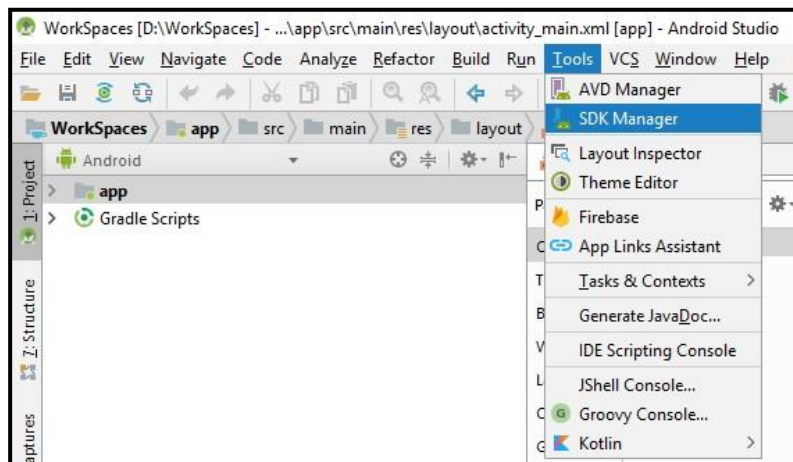 WorkSpaces [D:\WorkSpaces] - ...\app\src\main\res\layout\activity_main.xml [app] - Android Studio
File Edit View Navigate Code Analyze Refactor Build Run Tools VCS Window Help
WorkSpaces app src main res layout
Android
app
Gradle Scripts
1: Project
7: Structure
aptures
AVD Manager
SDK Manager
Layout Inspector
Theme Editor
Firebase
App Links Assistant
Tasks & Contexts
Generate JavaDoc...
IDE Scripting Console
JShell Console...
Groovy Console...
Kotlin